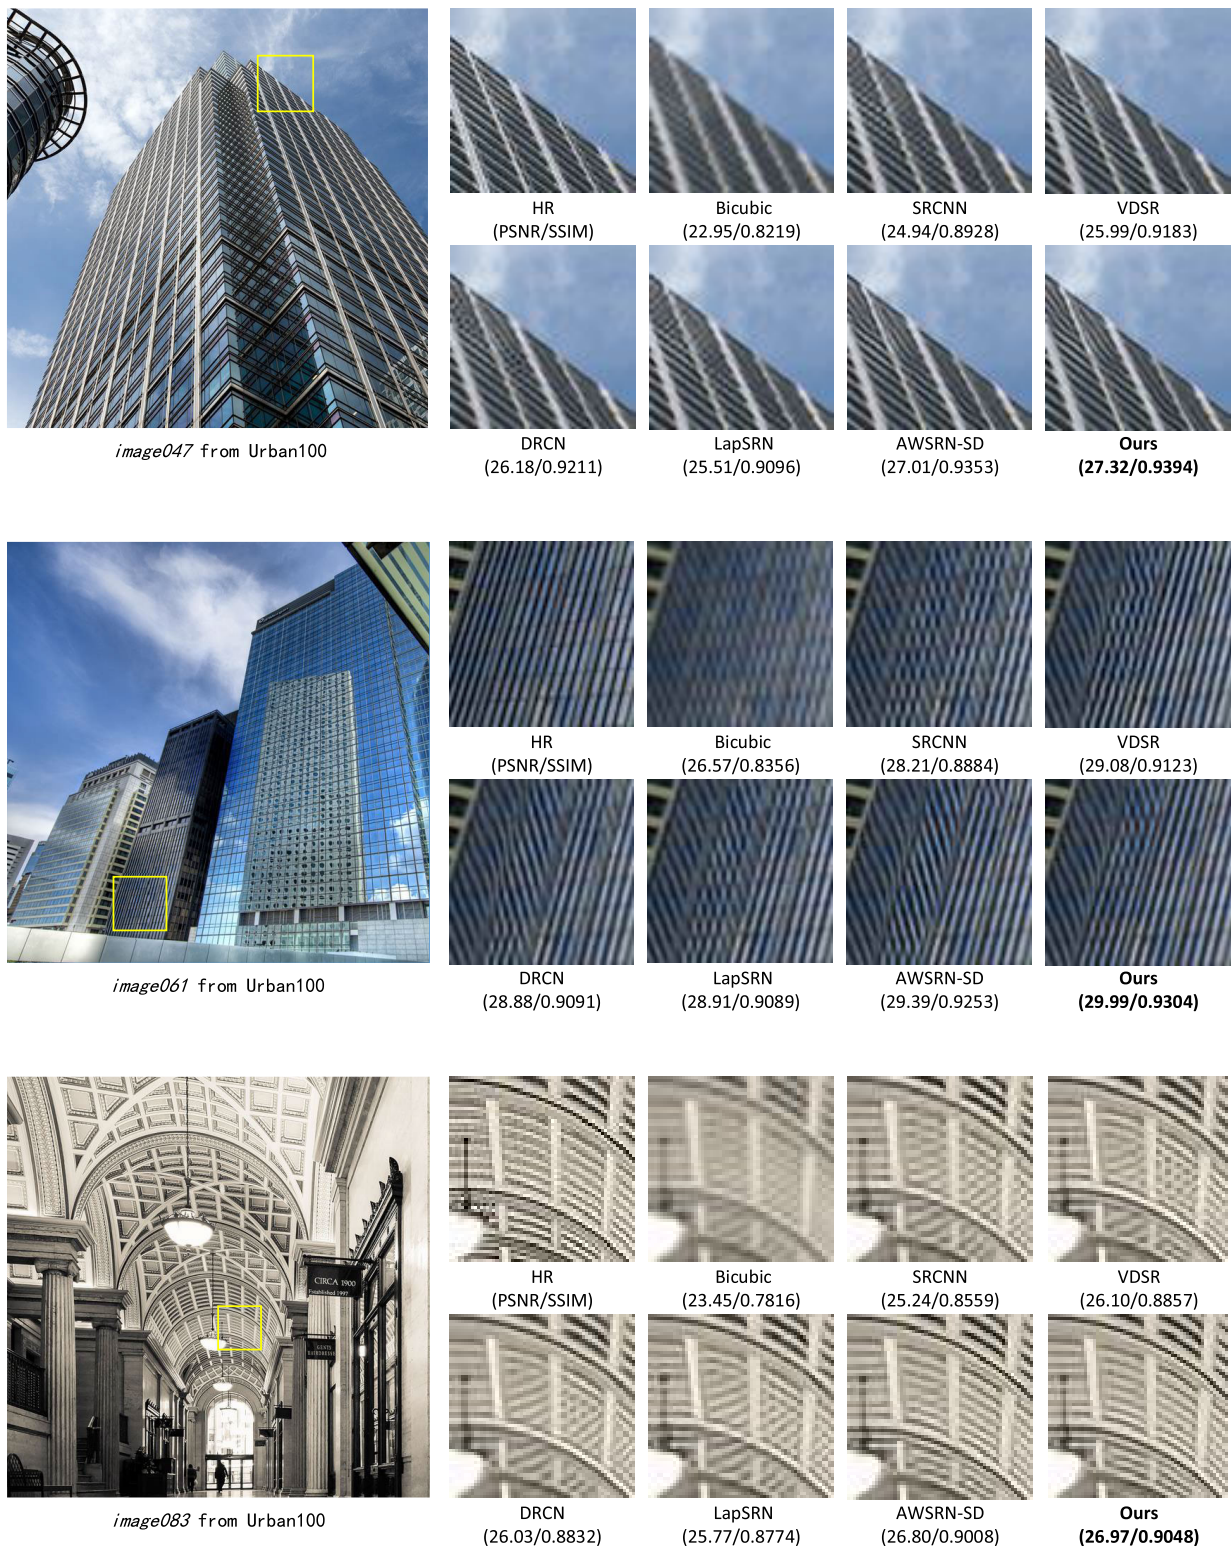 HR
(PSNR/SSIM)
Bicubic
(22.95/0.8219)
SRCNN
(24.94/0.8928)
VDSR
(25.99/0.9183)
DRCN
(26.18/0.9211)
LapSRN
(25.51/0.9096)
AWSRN-SD
(27.01/0.9353)
Ours
(27.32/0.9394)
image047 from Urban100
HR
(PSNR/SSIM)
Bicubic
(26.57/0.8356)
SRCNN
(28.21/0.8884)
VDSR
(29.08/0.9123)
DRCN
(28.88/0.9091)
LapSRN
(28.91/0.9089)
AWSRN-SD
(29.39/0.9253)
Ours
(29.99/0.9304)
image061 from Urban100
CIRCA 1900
Established 1997
HR
(PSNR/SSIM)
Bicubic
(23.45/0.7816)
SRCNN
(25.24/0.8559)
VDSR
(26.10/0.8857)
DRCN
(26.03/0.8832)
LapSRN
(25.77/0.8774)
AWSRN-SD
(26.80/0.9008)
Ours
(26.97/0.9048)
image083 from Urban100